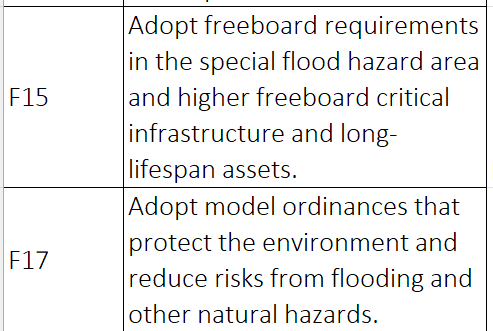 F15
Adopt freeboard requirements
in the special flood hazard area
and higher freeboard critical
infrastructure and long-
lifespan assets.
F17
Adopt model ordinances that
protect the environment and
reduce risks from flooding and
other natural hazards.